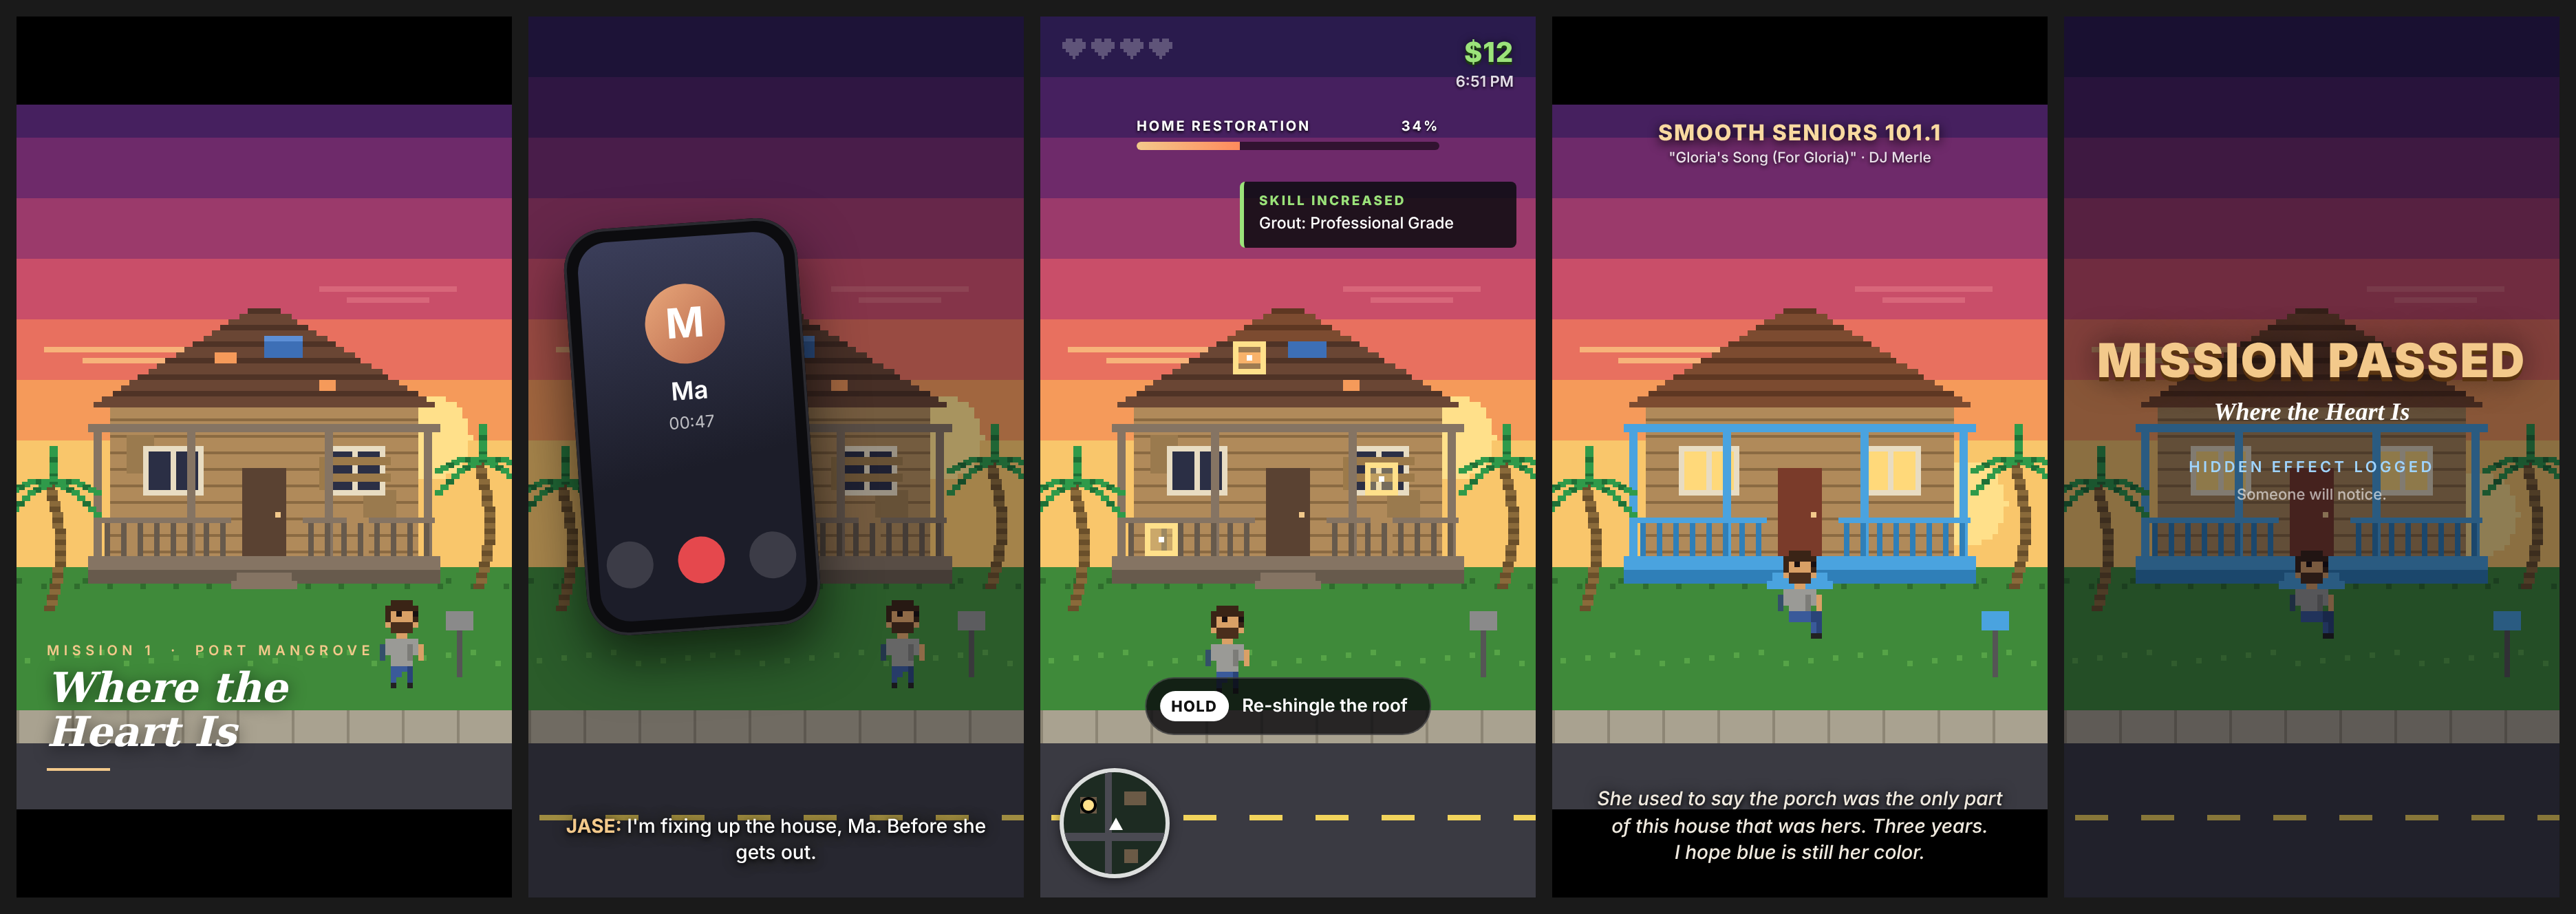 MISSION 1 · PORT MANGROVE
Where the
Heart Is
M
Ma
00:47
JASE: I'm fixing up the house, Ma. Before she
gets out.
$12
6:51 PM
HOME RESTORATION 34%
SKILL INCREASED
Grout: Professional Grade
HOLD Re-shingle the roof
SMOOTH SENIORS 101.1
"Gloria's Song (For Gloria)" · DJ Merle
She used to say the porch was the only part
of this house that was hers. Three years.
I hope blue is still her color.
MISSION PASSED
Where the Heart Is
HIDDEN EFFECT LOGGED
Someone will notice.